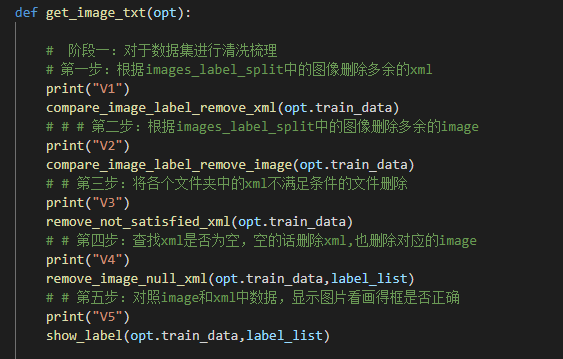 def get_image_txt(opt):
#  阶段一：对于数据集进行清洗梳理
# 第一步：根据images_label_split中的图像删除多余的xml
print("V1")
compare_image_label_remove_xml(opt.train_data)
# # # 第二步：根据images_label_split中的图像删除多余的image
print("V2")
compare_image_label_remove_image(opt.train_data)
# # 第三步：将各个文件夹中的xml不满足条件的文件删除
print("V3")
remove_not_satisfied_xml(opt.train_data)
# # 第四步：查找xml是否为空，空的话删除xml,也删除对应的image
print("V4")
remove_image_null_xml(opt.train_data,label_list)
# # 第五步：对照image和xml中数据，显示图片看画得框是否正确
print("V5")
show_label(opt.train_data,label_list)